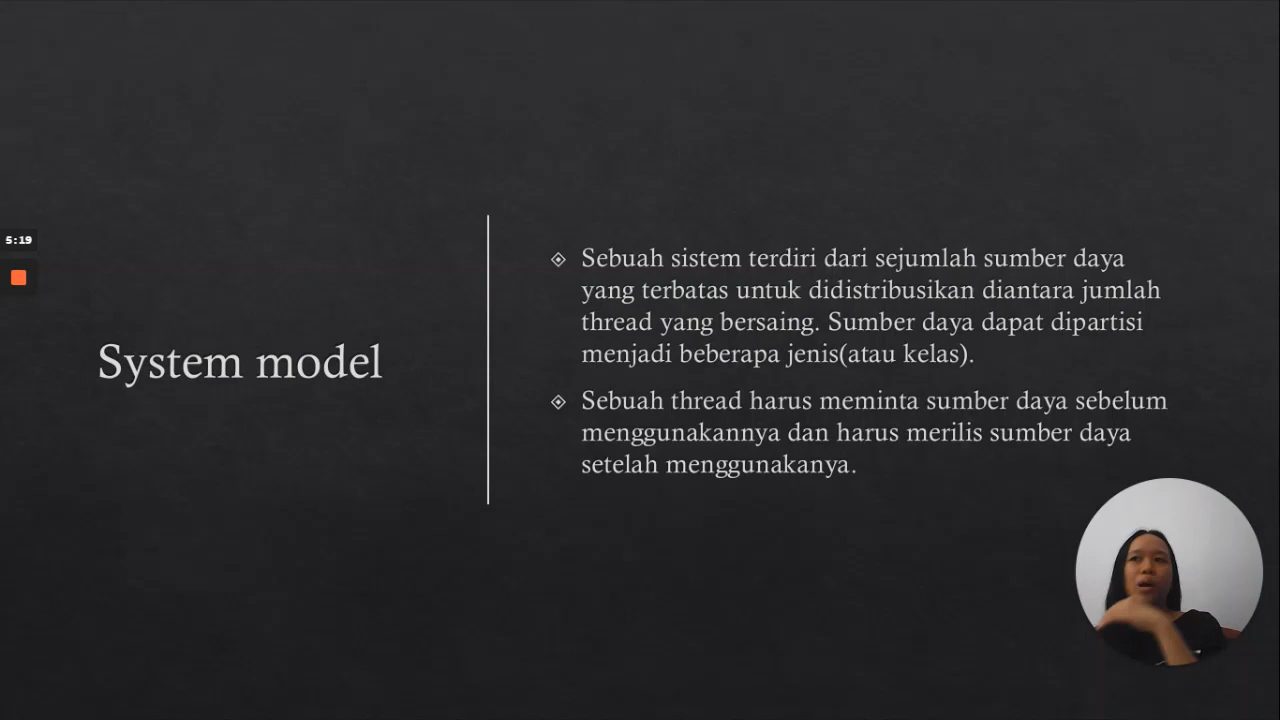 5:19
System model
Sebuah sistem terdiri dari sejumlah sumber daya
yang terbatas untuk didistribusikan diantara jumlah
thread yang bersaing. Sumber daya dapat dipartisi
menjadi beberapa jenis(atau kelas).
Sebuah thread harus meminta sumber daya sebelum
menggunakannya dan harus merilis sumber daya
setelah menggunakanya.